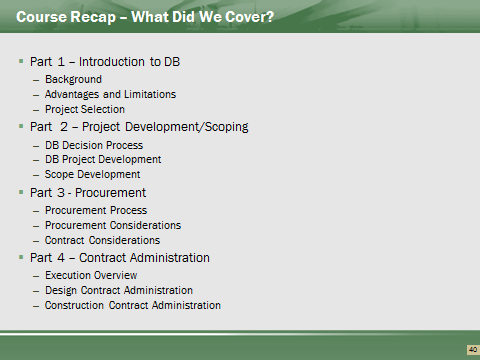 Course Recap – What Did We Cover?
Part 1 – Introduction to DB
– Background
– Advantages and Limitations
– Project Selection
Part 2 – Project Development/Scoping
– DB Decision Process
– DB Project Development
– Scope Development
Part 3 - Procurement
– Procurement Process
– Procurement Considerations
– Contract Considerations
Part 4 – Contract Administration
– Execution Overview
– Design Contract Administration
– Construction Contract Administration
40